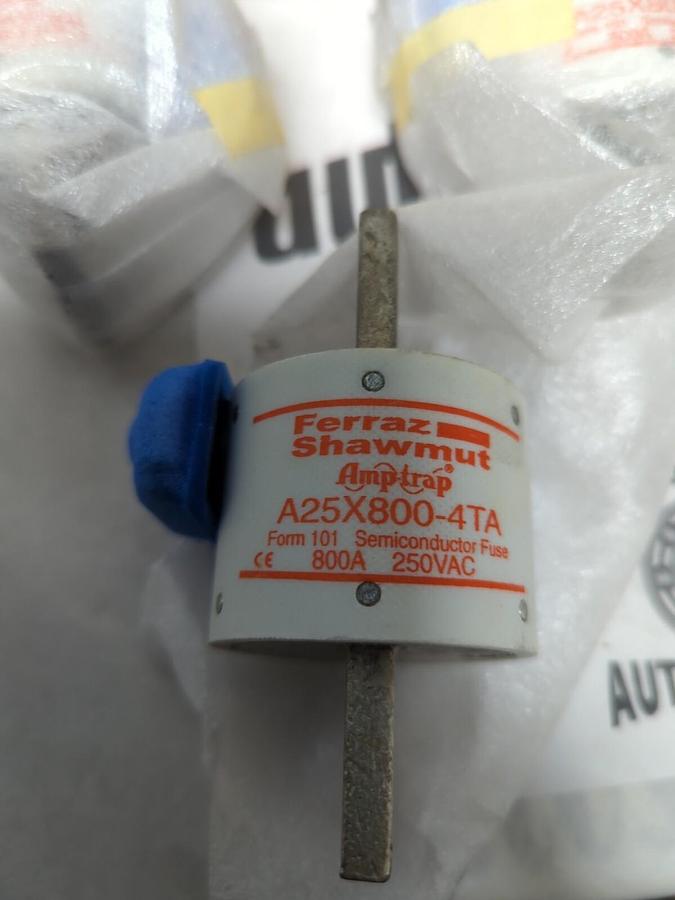 Ferraz
Shawmut
Amp-trap®
A25X800-4TA
Form 101 Semiconductor Fuse
CE 800A 250VAC
AUT